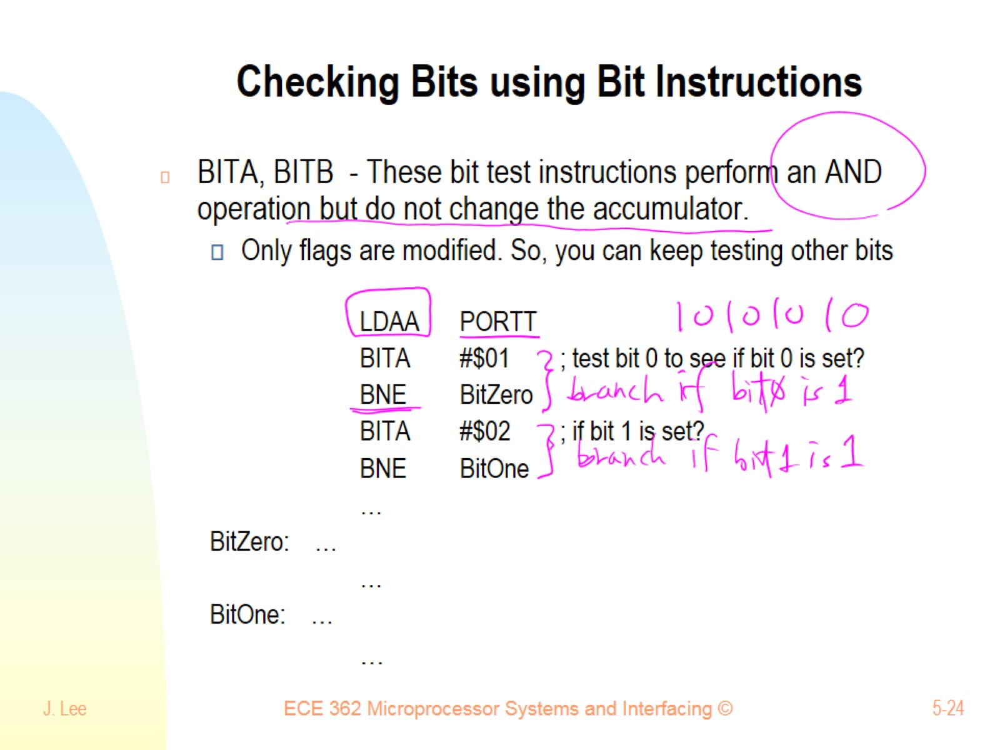 Checking Bits using Bit Instructions
BITA, BITB - These bit test instructions perform an AND
operation but do not change the accumulator.
Only flags are modified. So, you can keep testing other bits
LDAA PORTT 10101010
BITA #$01 ; test bit 0 to see if bit 0 is set?
BNE BitZero branch if bit0 is 1
BITA #$02 ; if bit 1 is set?
BNE BitOne branch if bit1 is 1
…
BitZero: …
…
BitOne: …
…
J. Lee ECE 362 Microprocessor Systems and Interfacing © 5-24